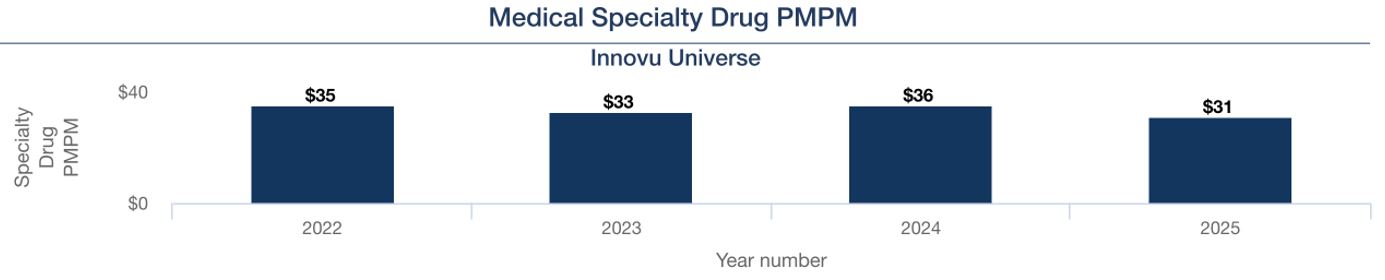 Medical Specialty Drug PMPM
Innovu Universe
Specialty
Drug
PMPM
$40
$0
$35
$33
$36
$31
2022
2023
2024
2025
Year number